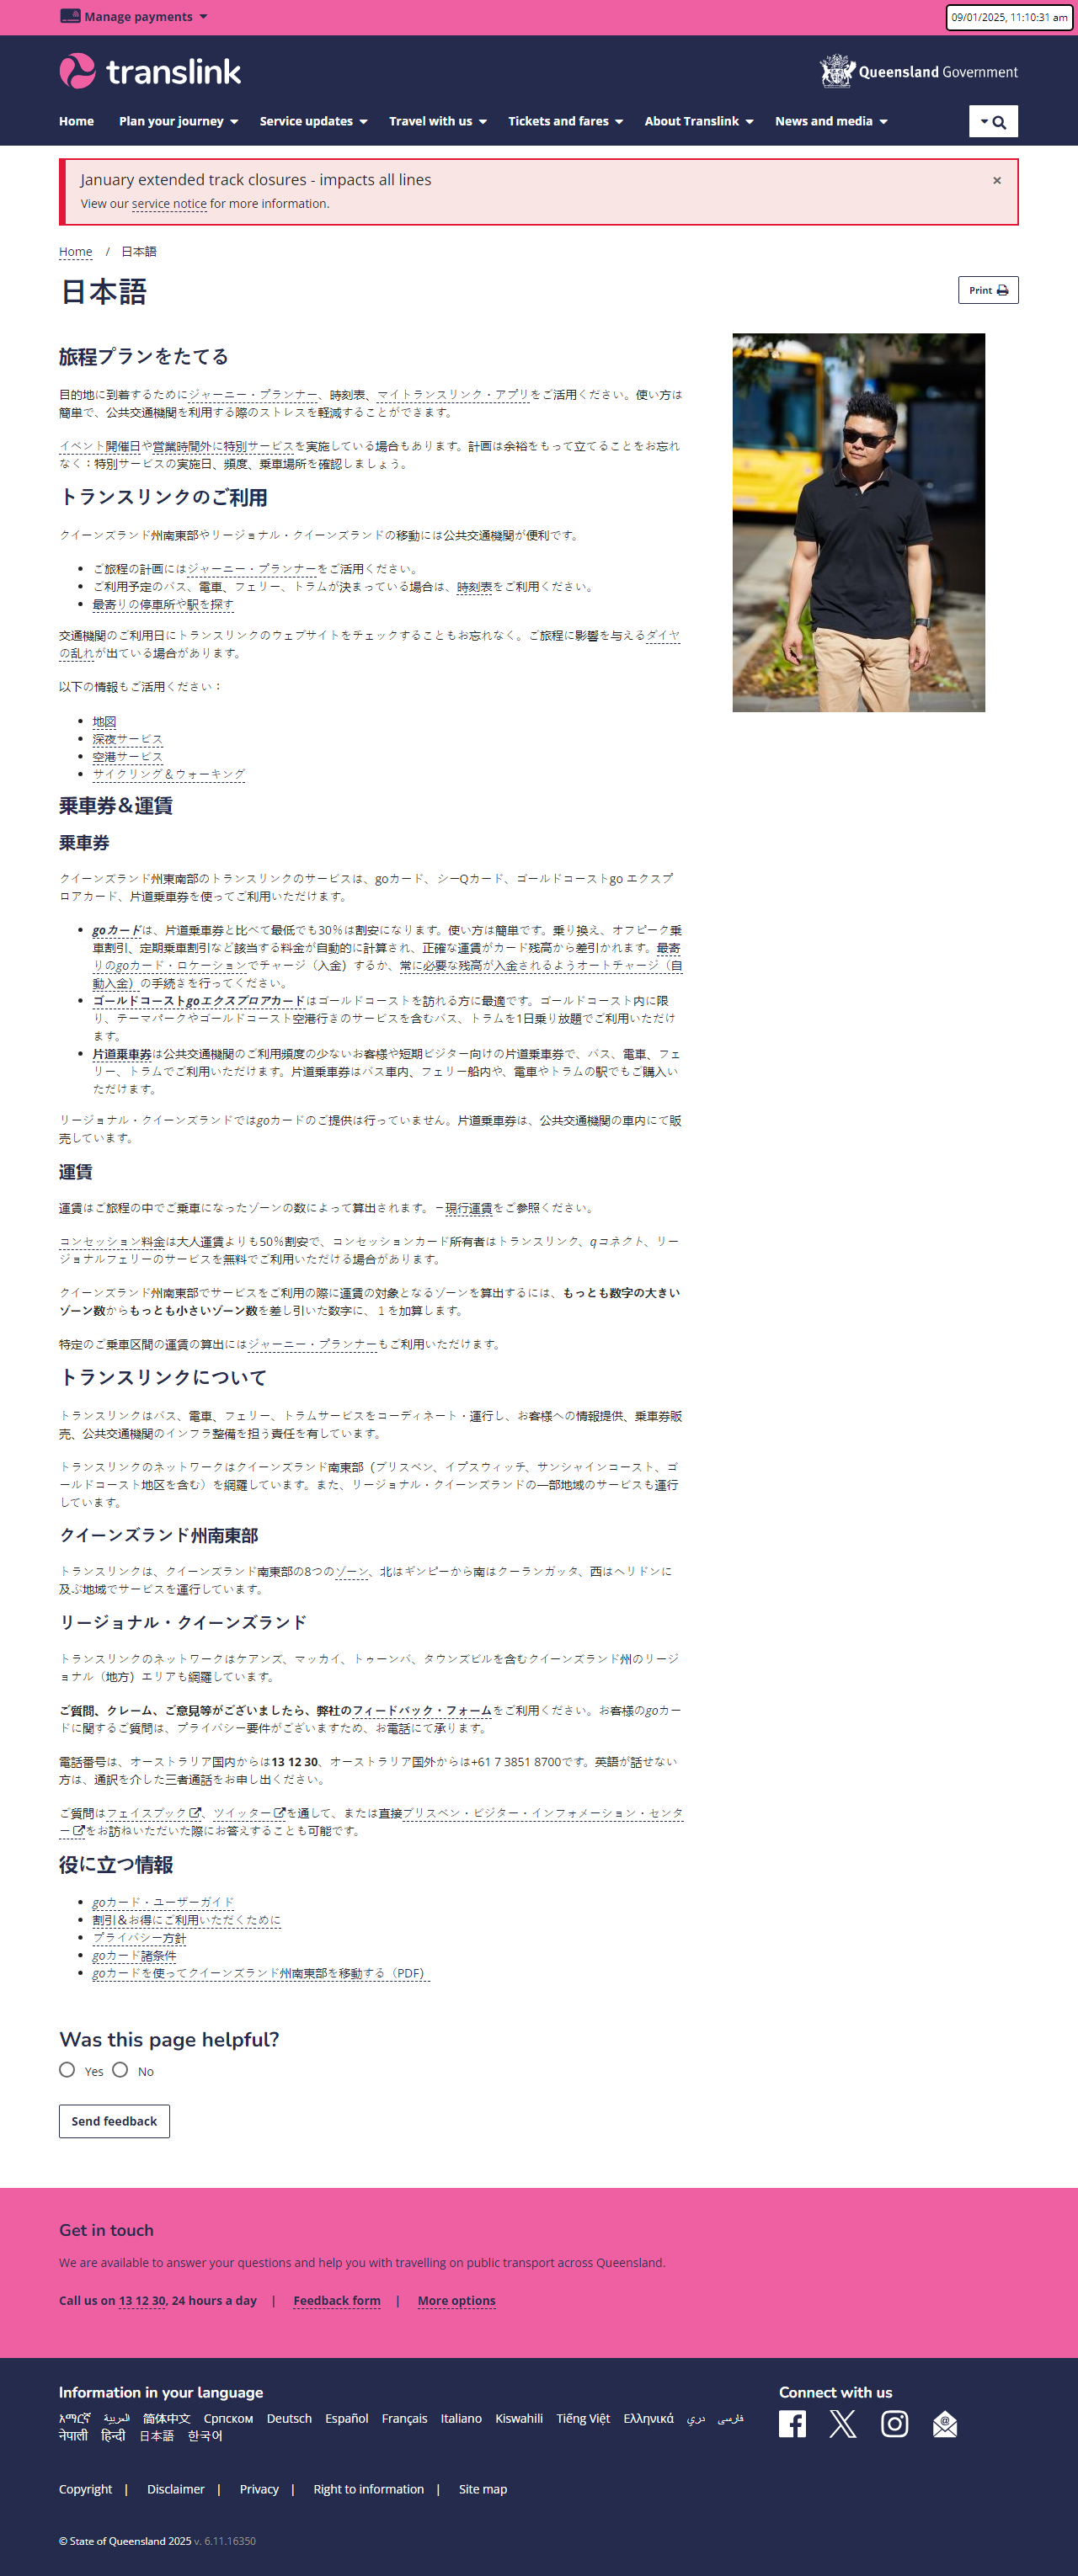 Manage payments
09/01/2025, 11:10:31 am
translink
Queensland Government
Home Plan your journey Service updates Travel with us Tickets and fares About Translink News and media
January extended track closures - impacts all lines
×
View our service notice for more information.
Home / 日本語
日本語
Print
旅程プランをたてる
目的地に到着するためにジャーニー・プランナー、時刻表、マイトランスリンク・アプリをご活用ください。使い方は
簡単で、公共交通機関を利用する際のストレスを軽減することができます。
イベント開催日や営業時間外に特別サービスを実施している場合もあります。計画は余裕をもって立てることをお忘れ
なく：特別サービスの実施日、頻度、乗車場所を確認しましょう。
トランスリンクのご利用
クイーンズランド州南東部やリージョナル・クイーンズランドの移動には公共交通機関が便利です。
ご旅程の計画にはジャーニー・プランナーをご活用ください。
ご利用予定のバス、電車、フェリー、トラムが決まっている場合は、時刻表をご利用ください。
最寄りの停車所や駅を探す
交通機関のご利用日にトランスリンクのウェブサイトをチェックすることもお忘れなく。ご旅程に影響を与えるダイヤ
の乱れが出ている場合があります。
以下の情報もご活用ください：
地図
深夜サービス
空港サービス
サイクリング＆ウォーキング
乗車券＆運賃
乗車券
クイーンズランド州東南部のトランスリンクのサービスは、goカード、シーQカード、ゴールドコーストgo エクスプ
ロアカード、片道乗車券を使ってご利用いただけます。
goカードは、片道乗車券と比べて最低でも30％は割安になります。使い方は簡単です。乗り換え、オフピーク乗
車割引、定期乗車割引など該当する料金が自動的に計算され、正確な運賃がカード残高から差引かれます。最寄
りのgoカード・ロケーションでチャージ（入金）するか、常に必要な残高が入金されるようオートチャージ（自
動入金）の手続きを行ってください。
ゴールドコーストgoエクスプロアカードはゴールドコーストを訪れる方に最適です。ゴールドコースト内に限
り、テーマパークやゴールドコースト空港行きのサービスを含むバス、トラムを1日乗り放題でご利用いただけ
ます。
片道乗車券は公共交通機関のご利用頻度の少ないお客様や短期ビジター向けの片道乗車券で、バス、電車、フェ
リー、トラムでご利用いただけます。片道乗車券はバス車内、フェリー船内や、電車やトラムの駅でもご購入い
ただけます。
リージョナル・クイーンズランドではgoカードのご提供は行っていません。片道乗車券は、公共交通機関の車内にて販
売しています。
運賃
運賃はご旅程の中でご乗車になったゾーンの数によって算出されます。－現行運賃をご参照ください。
コンセッション料金は大人運賃よりも50％割安で、コンセッションカード所有者はトランスリンク、qコネクト、リー
ジョナルフェリーのサービスを無料でご利用いただける場合があります。
クイーンズランド州南東部でサービスをご利用の際に運賃の対象となるゾーンを算出するには、もっとも数字の大きい
ゾーン数からもっとも小さいゾーン数を差し引いた数字に、１を加算します。
特定のご乗車区間の運賃の算出にはジャーニー・プランナーもご利用いただけます。
トランスリンクについて
トランスリンクはバス、電車、フェリー、トラムサービスをコーディネート・運行し、お客様への情報提供、乗車券販
売、公共交通機関のインフラ整備を担う責任を有しています。
トランスリンクのネットワークはクイーンズランド南東部（ブリスベン、イプスウィッチ、サンシャインコースト、ゴ
ールドコースト地区を含む）を網羅しています。また、リージョナル・クイーンズランドの一部地域のサービスも運行
しています。
クイーンズランド州南東部
トランスリンクは、クイーンズランド南東部の8つのゾーン、北はギンピーから南はクーランガッタ、西はヘリドンに
及ぶ地域でサービスを運行しています。
リージョナル・クイーンズランド
トランスリンクのネットワークはケアンズ、マッカイ、トゥーンバ、タウンズビルを含むクイーンズランド州のリージ
ョナル（地方）エリアも網羅しています。
ご質問、クレーム、ご意見等がございましたら、弊社のフィードバック・フォームをご利用ください。お客様のgoカー
ドに関するご質問は、プライバシー要件がございますため、お電話にて承ります。
電話番号は、オーストラリア国内からは13 12 30、オーストラリア国外からは+61 7 3851 8700です。英語が話せない
方は、通訳を介した三者通話をお申し出ください。
ご質問はフェイスブック、ツイッターを通して、または直接ブリスベン・ビジター・インフォメーション・センタ
ーをお訪ねいただいた際にお答えすることも可能です。
役に立つ情報
goカード・ユーザーガイド
割引＆お得にご利用いただくために
プライバシー方針
goカード諸条件
goカードを使ってクイーンズランド州南東部を移動する（PDF）
Was this page helpful?
Yes No
Send feedback
Get in touch
We are available to answer your questions and help you with travelling on public transport across Queensland.
Call us on 13 12 30, 24 hours a day | Feedback form | More options
Information in your language
Connect with us
አማርኛ العربية 简体中文 Српском Deutsch Español Français Italiano Kiswahili Tiếng Việt Ελληνικά دري فارسی
नेपाली हिन्दी 日本語 한국어
Copyright | Disclaimer | Privacy | Right to information | Site map
© State of Queensland 2025 v. 6.11.16350